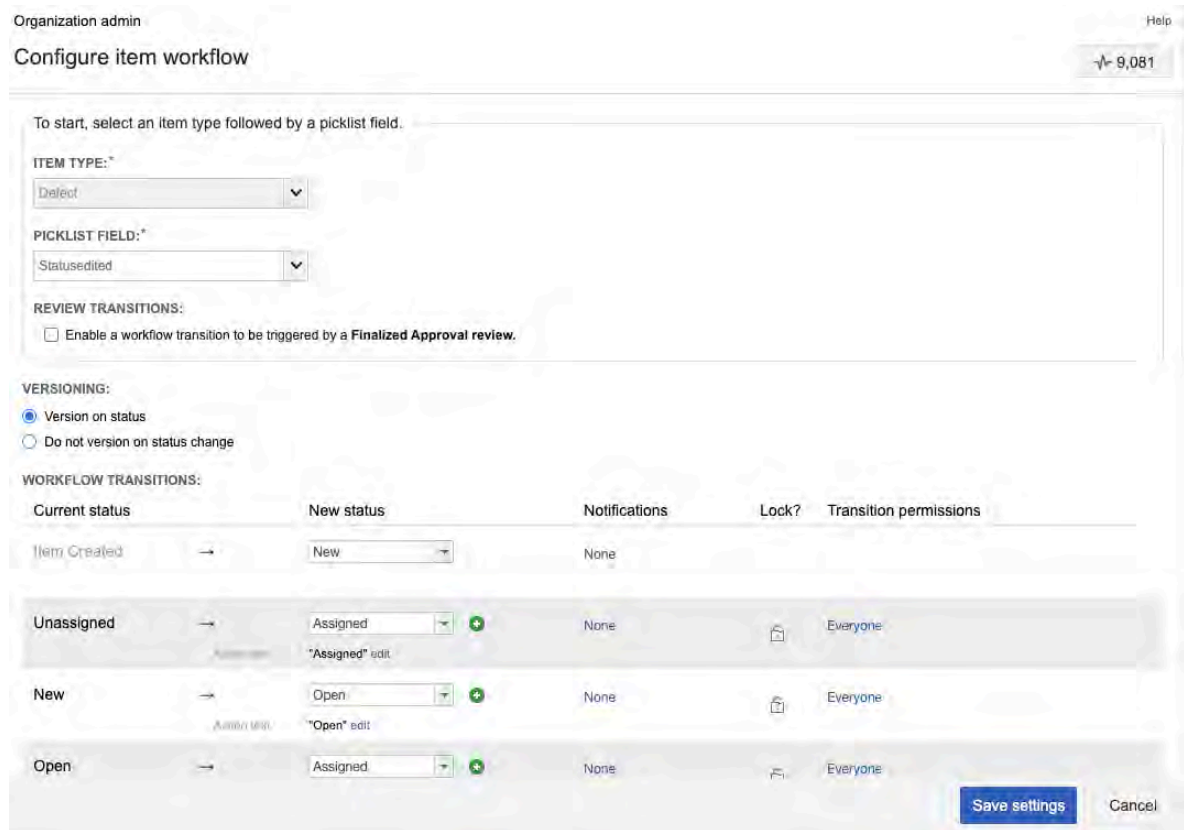 Organization admin
Help
Configure item workflow
9,081
To start, select an item type followed by a picklist field.
ITEM TYPE:*
Defect
PICKLIST FIELD:*
Statusedited
REVIEW TRANSITIONS:
Enable a workflow transition to be triggered by a Finalized Approval review.
VERSIONING:
Version on status
Do not version on status change
WORKFLOW TRANSITIONS:
Current status New status Notifications Lock? Transition permissions
Item Created → New None
Unassigned → Assigned None Everyone
"Assigned" edit
New → Open None Everyone
Action text "Open" edit
Open → Assigned None Everyone
Save settings Cancel